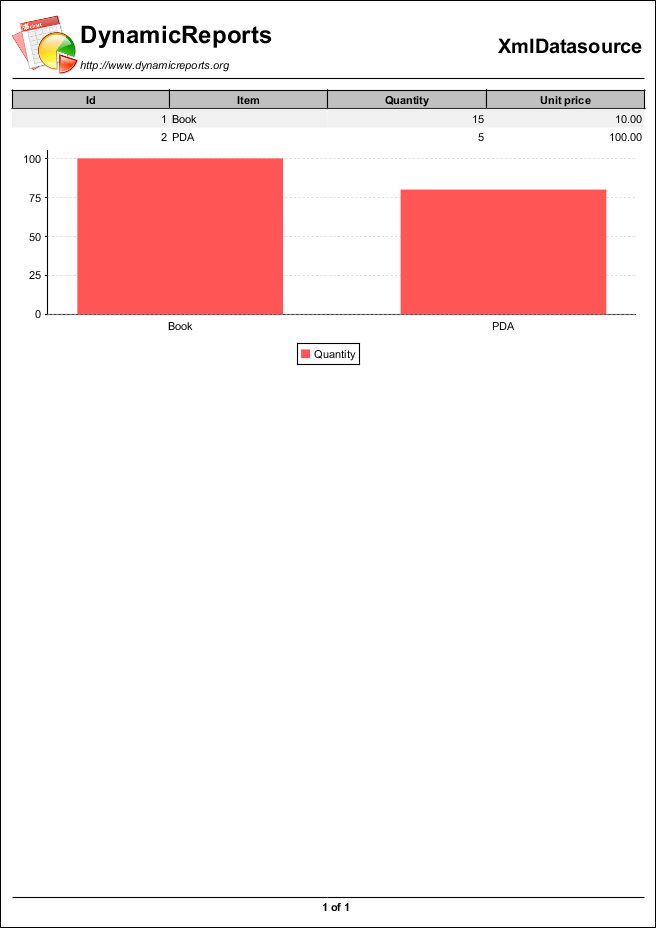 DynamicReports
http://www.dynamicreports.org
XmlDatasource
Id Item Quantity Unit price
1 Book 15 10.00
2 PDA 5 100.00
100
75
50
25
0
Book PDA
Quantity
1 of 1